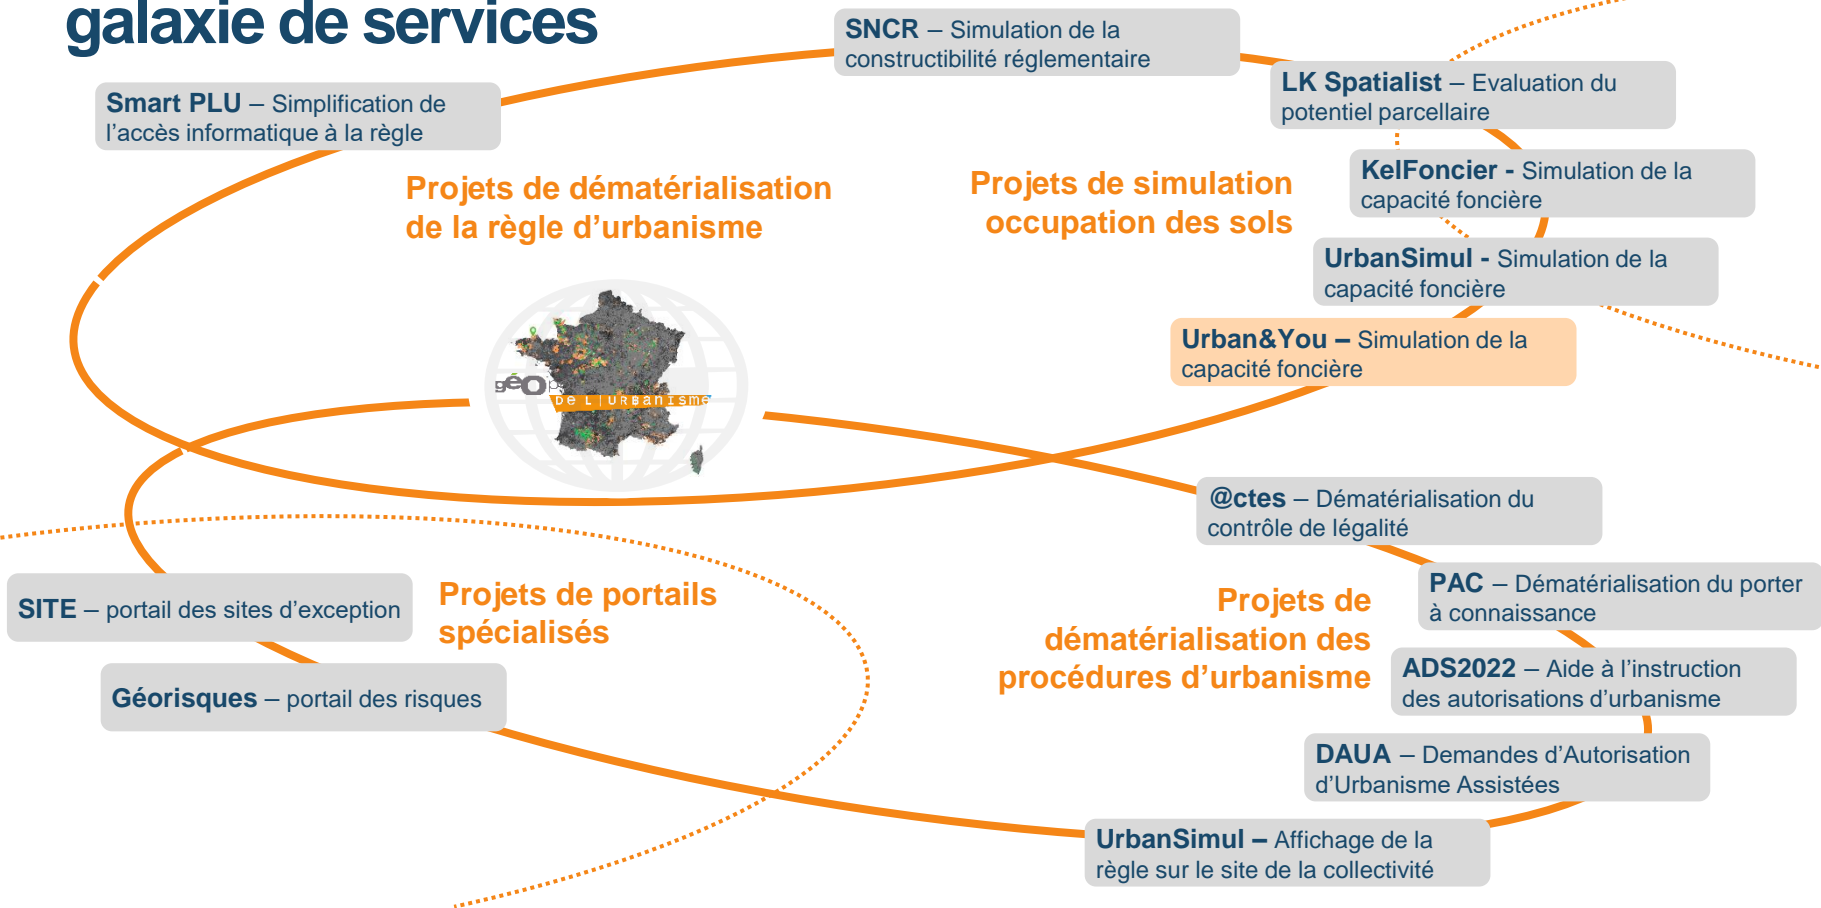 galaxie de services
SNCR – Simulation de la
constructibilité réglementaire
LK Spatialist – Evaluation du
potentiel parcellaire
Smart PLU – Simplification de
l’accès informatique à la règle
KelFoncier - Simulation de la
capacité foncière
Projets de dématérialisation
de la règle d’urbanisme
Projets de simulation
occupation des sols
UrbanSimul - Simulation de la
capacité foncière
Urban&You – Simulation de la
capacité foncière
géO
De L'URBanIsme
@ctes – Dématérialisation du
contrôle de légalité
PAC – Dématérialisation du porter
à connaissance
SITE – portail des sites d’exception
Projets de portails
spécialisés
Projets de
dématérialisation des
procédures d’urbanisme
ADS2022 – Aide à l’instruction
des autorisations d’urbanisme
Géorisques – portail des risques
DAUA – Demandes d’Autorisation
d’Urbanisme Assistées
UrbanSimul – Affichage de la
règle sur le site de la collectivité